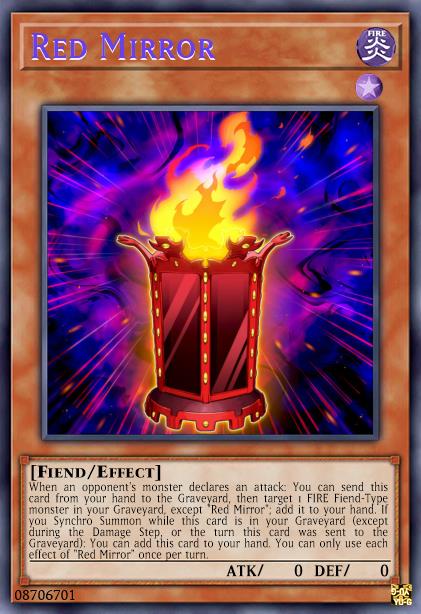 Red Mirror
FIRE
炎
[Fiend/Effect]
When an opponent's monster declares an attack: You can send this
card from your hand to the Graveyard, then target 1 FIRE Fiend-Type
monster in your Graveyard, except "Red Mirror"; add it to your hand. If
you Synchro Summon while this card is in your Graveyard (except
during the Damage Step, or the turn this card was sent to the
Graveyard): You can add this card to your hand. You can only use each
effect of "Red Mirror" once per turn.
ATK/ 0 DEF/ 0
08706701